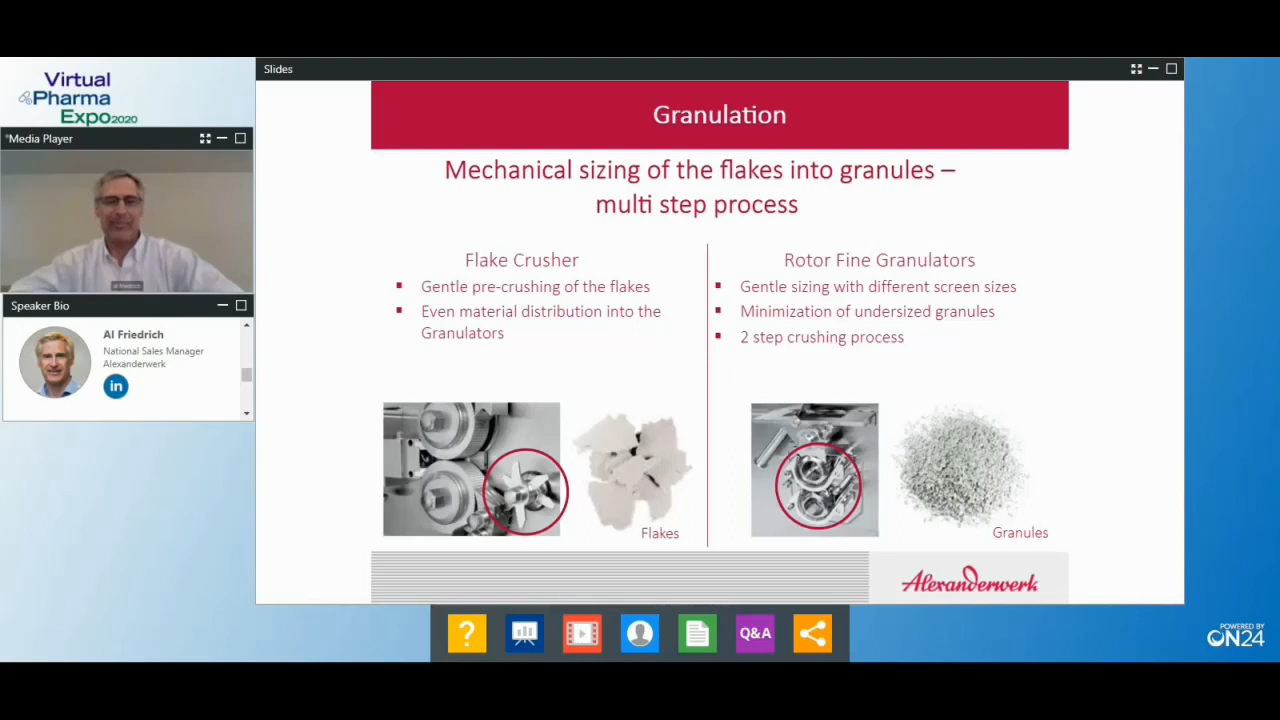 Virtual
Pharma
Expo2020
*Media Player
al friedrich
Speaker Bio
Al Friedrich
National Sales Manager
Alexanderwerk
in
Slides
Granulation
Mechanical sizing of the flakes into granules –
multi step process
Flake Crusher
▪ Gentle pre-crushing of the flakes
▪ Even material distribution into the
Granulators
Rotor Fine Granulators
▪ Gentle sizing with different screen sizes
▪ Minimization of undersized granules
▪ 2 step crushing process
Flakes
Granules
Alexanderwerk
?
Q&A
POWERED BY
ON24